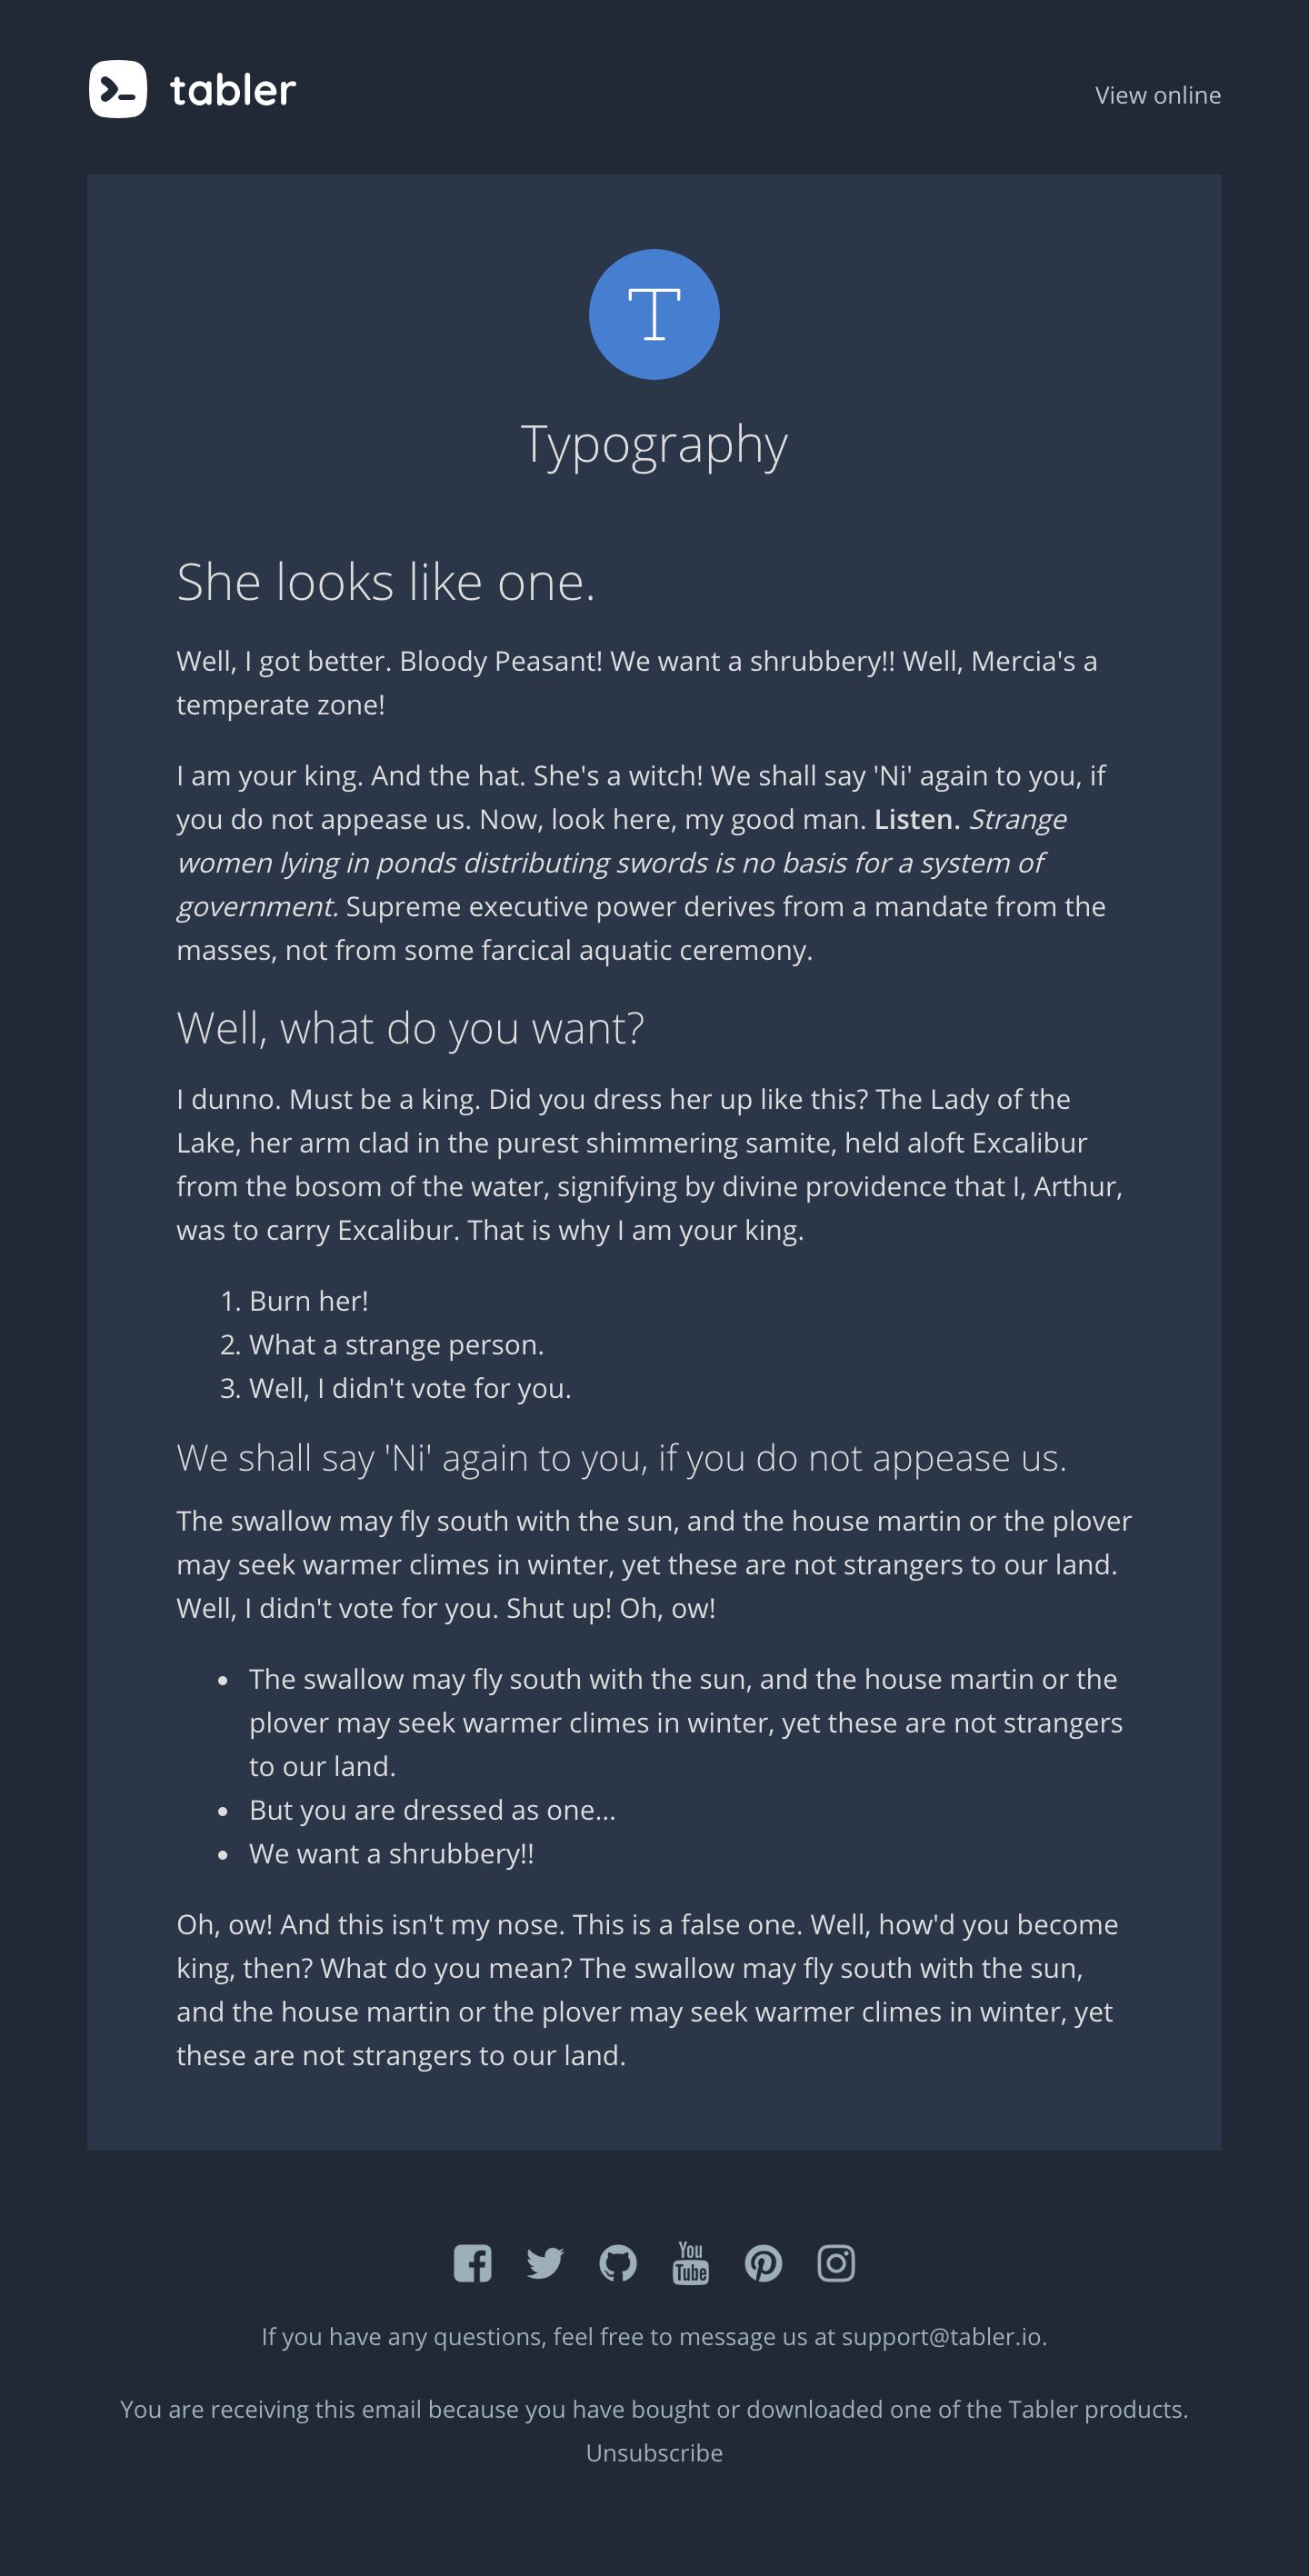 tabler
View online
T
Typography
She looks like one.
Well, I got better. Bloody Peasant! We want a shrubbery!! Well, Mercia's a
temperate zone!
I am your king. And the hat. She's a witch! We shall say 'Ni' again to you, if
you do not appease us. Now, look here, my good man. Listen. Strange
women lying in ponds distributing swords is no basis for a system of
government. Supreme executive power derives from a mandate from the
masses, not from some farcical aquatic ceremony.
Well, what do you want?
I dunno. Must be a king. Did you dress her up like this? The Lady of the
Lake, her arm clad in the purest shimmering samite, held aloft Excalibur
from the bosom of the water, signifying by divine providence that I, Arthur,
was to carry Excalibur. That is why I am your king.
1. Burn her!
2. What a strange person.
3. Well, I didn't vote for you.
We shall say 'Ni' again to you, if you do not appease us.
The swallow may fly south with the sun, and the house martin or the plover
may seek warmer climes in winter, yet these are not strangers to our land.
Well, I didn't vote for you. Shut up! Oh, ow!
• The swallow may fly south with the sun, and the house martin or the
plover may seek warmer climes in winter, yet these are not strangers
to our land.
• But you are dressed as one...
• We want a shrubbery!!
Oh, ow! And this isn't my nose. This is a false one. Well, how'd you become
king, then? What do you mean? The swallow may fly south with the sun,
and the house martin or the plover may seek warmer climes in winter, yet
these are not strangers to our land.
You Tube
If you have any questions, feel free to message us at support@tabler.io.
You are receiving this email because you have bought or downloaded one of the Tabler products.
Unsubscribe